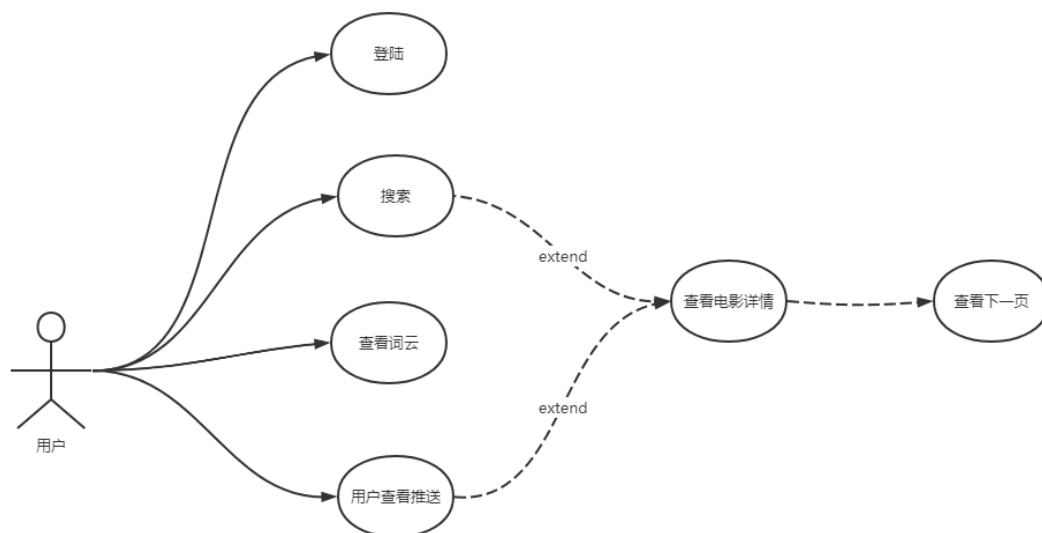 登陆
搜索
extend
查看电影详情
查看下一页
查看词云
extend
用户
用户查看推送